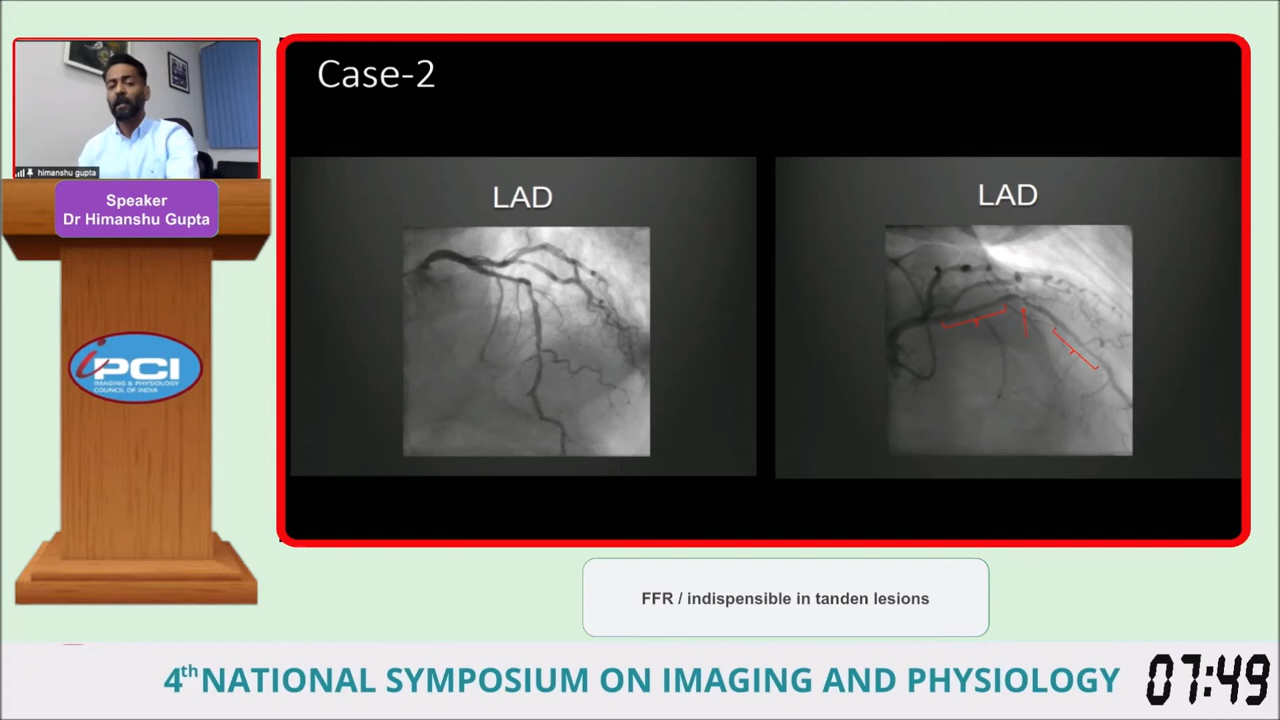 himanshu gupta
Speaker
Dr Himanshu Gupta
iPCI
IMAGING & PHYSIOLOGY
COUNCIL OF INDIA
Case-2
LAD
LAD
FFR / indispensible in tanden lesions
4th NATIONAL SYMPOSIUM ON IMAGING AND PHYSIOLOGY
07:49